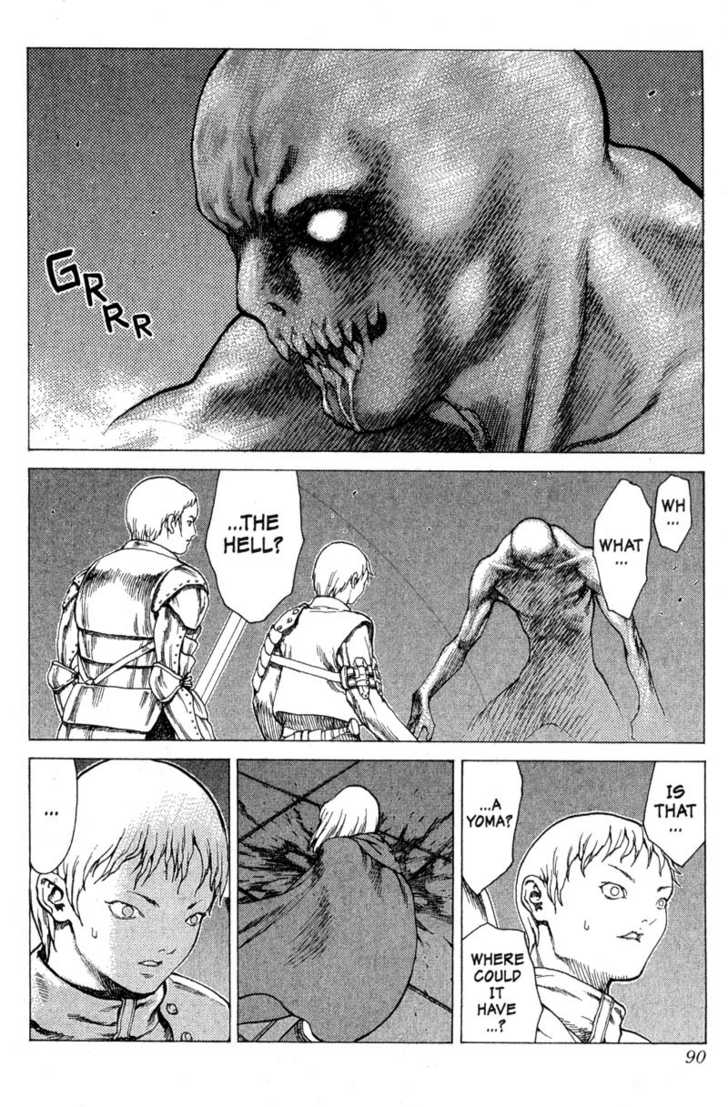 GRRR
WH
...
WHAT
...
...THE
HELL?
IS
THAT
...
...A
YOMA?
WHERE
COULD
IT
HAVE
...?
...
90